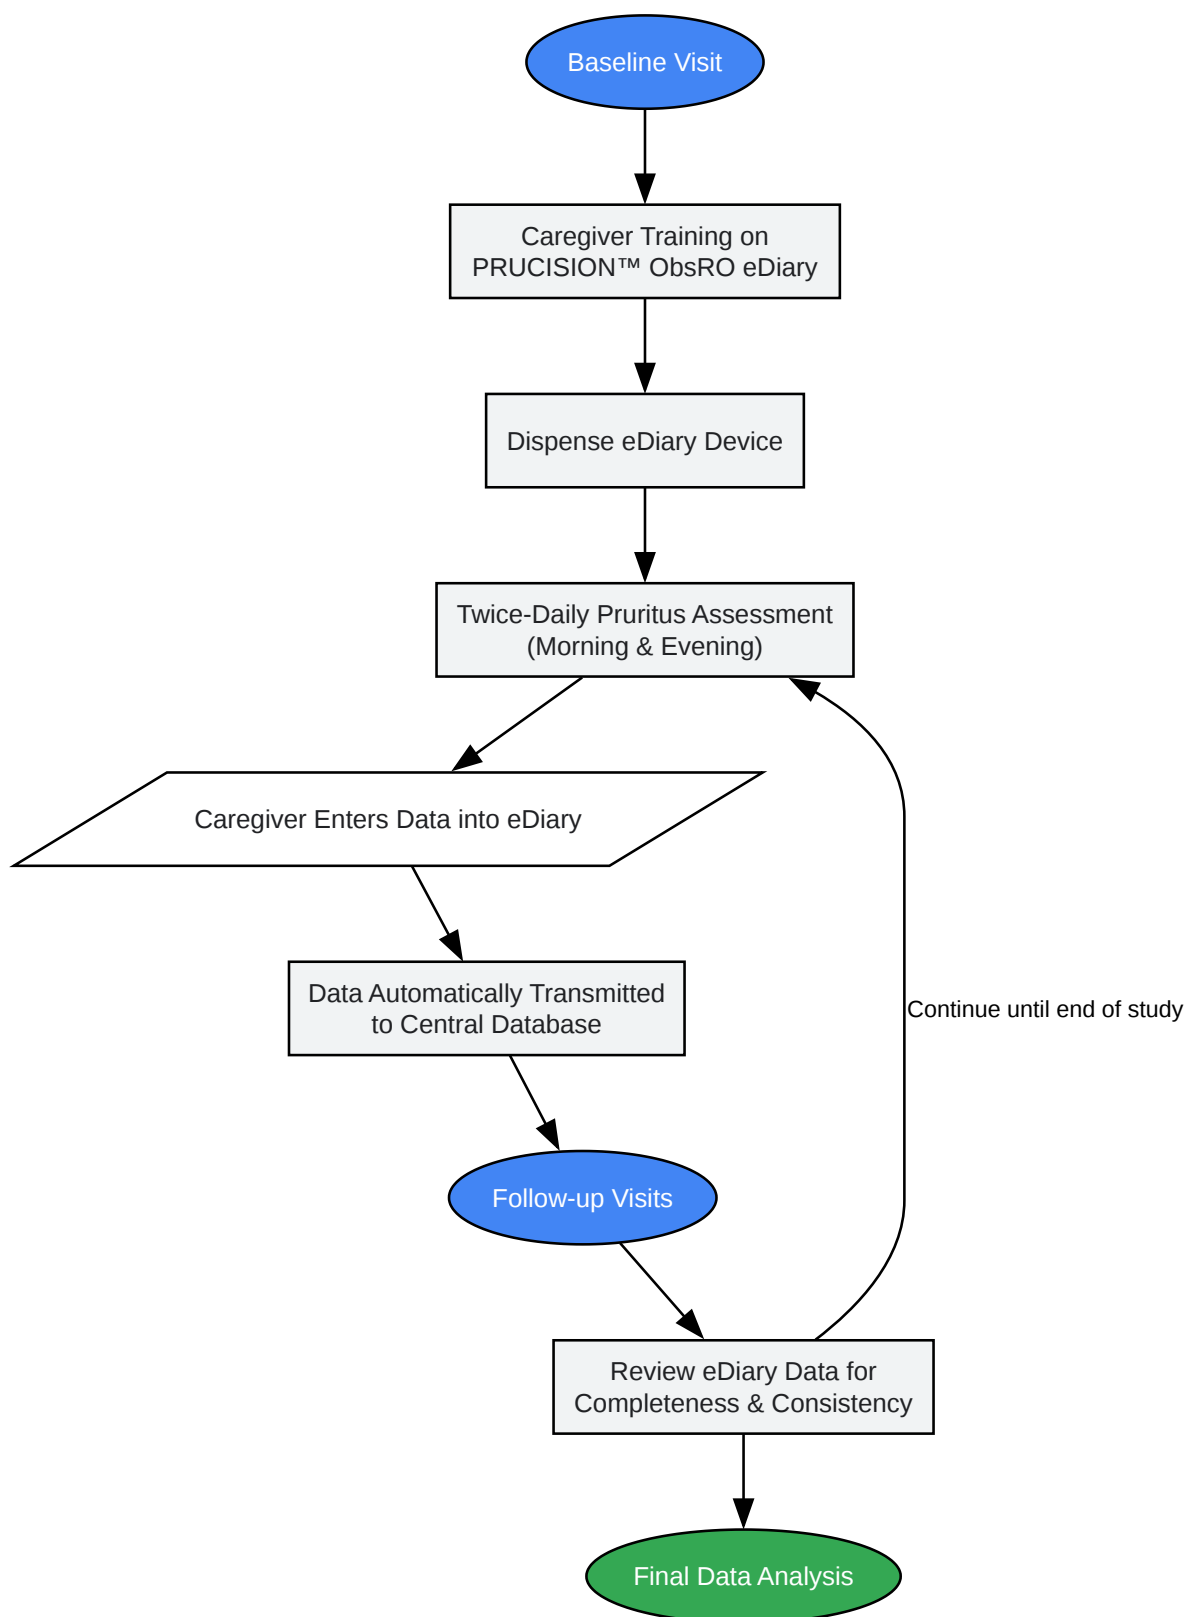 Baseline Visit
Caregiver Training on
PRUCISION™ ObsRO eDiary
Dispense eDiary Device
Twice-Daily Pruritus Assessment
(Morning & Evening)
Caregiver Enters Data into eDiary
Data Automatically Transmitted
to Central Database
Continue until end of study
Follow-up Visits
Review eDiary Data for
Completeness & Consistency
Final Data Analysis